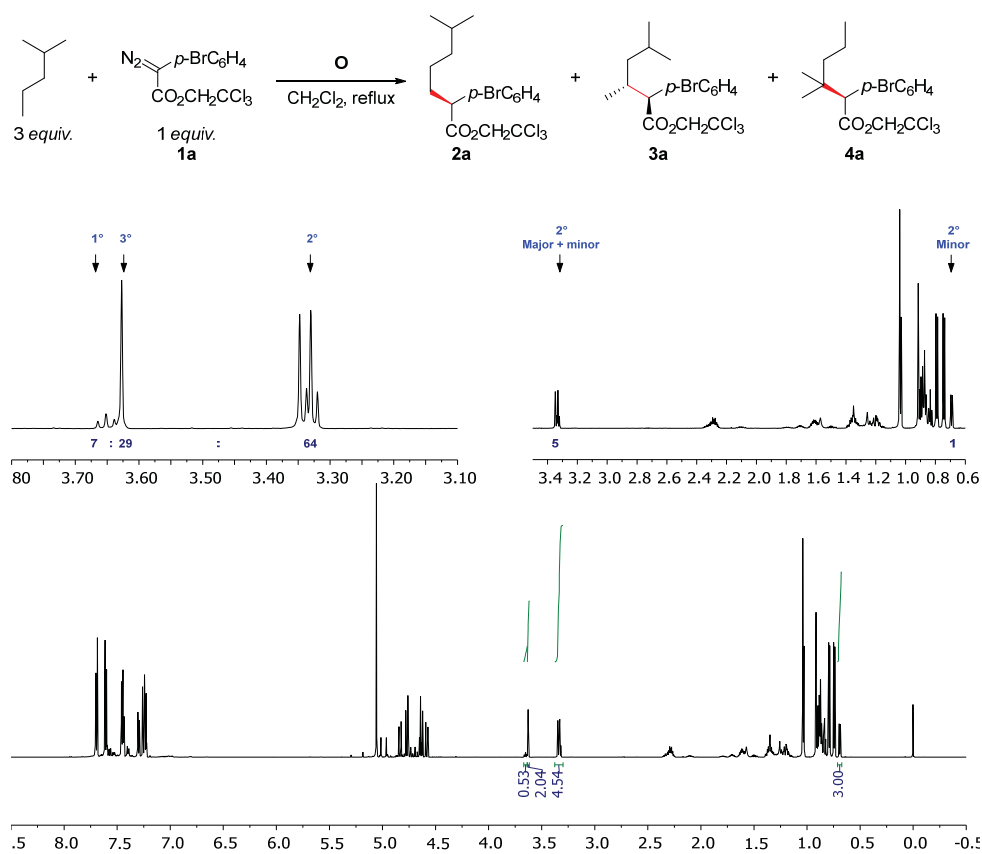 N2 p-BrC6H4 O
+ CO2CH2CCl3 CH2Cl2, reflux
3 equiv. 1 equiv.
1a
p-BrC6H4
CO2CH2CCl3
2a
+
p-BrC6H4
CO2CH2CCl3
3a
+
p-BrC6H4
CO2CH2CCl3
4a
1° 3° 2°
7 : 29 : 64
80 3.70 3.60 3.50 3.40 3.30 3.20 3.10
2° 2°
Major + minor Minor
5 1
3.4 3.2 3.0 2.8 2.6 2.4 2.2 2.0 1.8 1.6 1.4 1.2 1.0 0.8 0.6
0.53
2.04
4.54
3.00
.5 8.0 7.5 7.0 6.5 6.0 5.5 5.0 4.5 4.0 3.5 3.0 2.5 2.0 1.5 1.0 0.5 0.0 -0.5